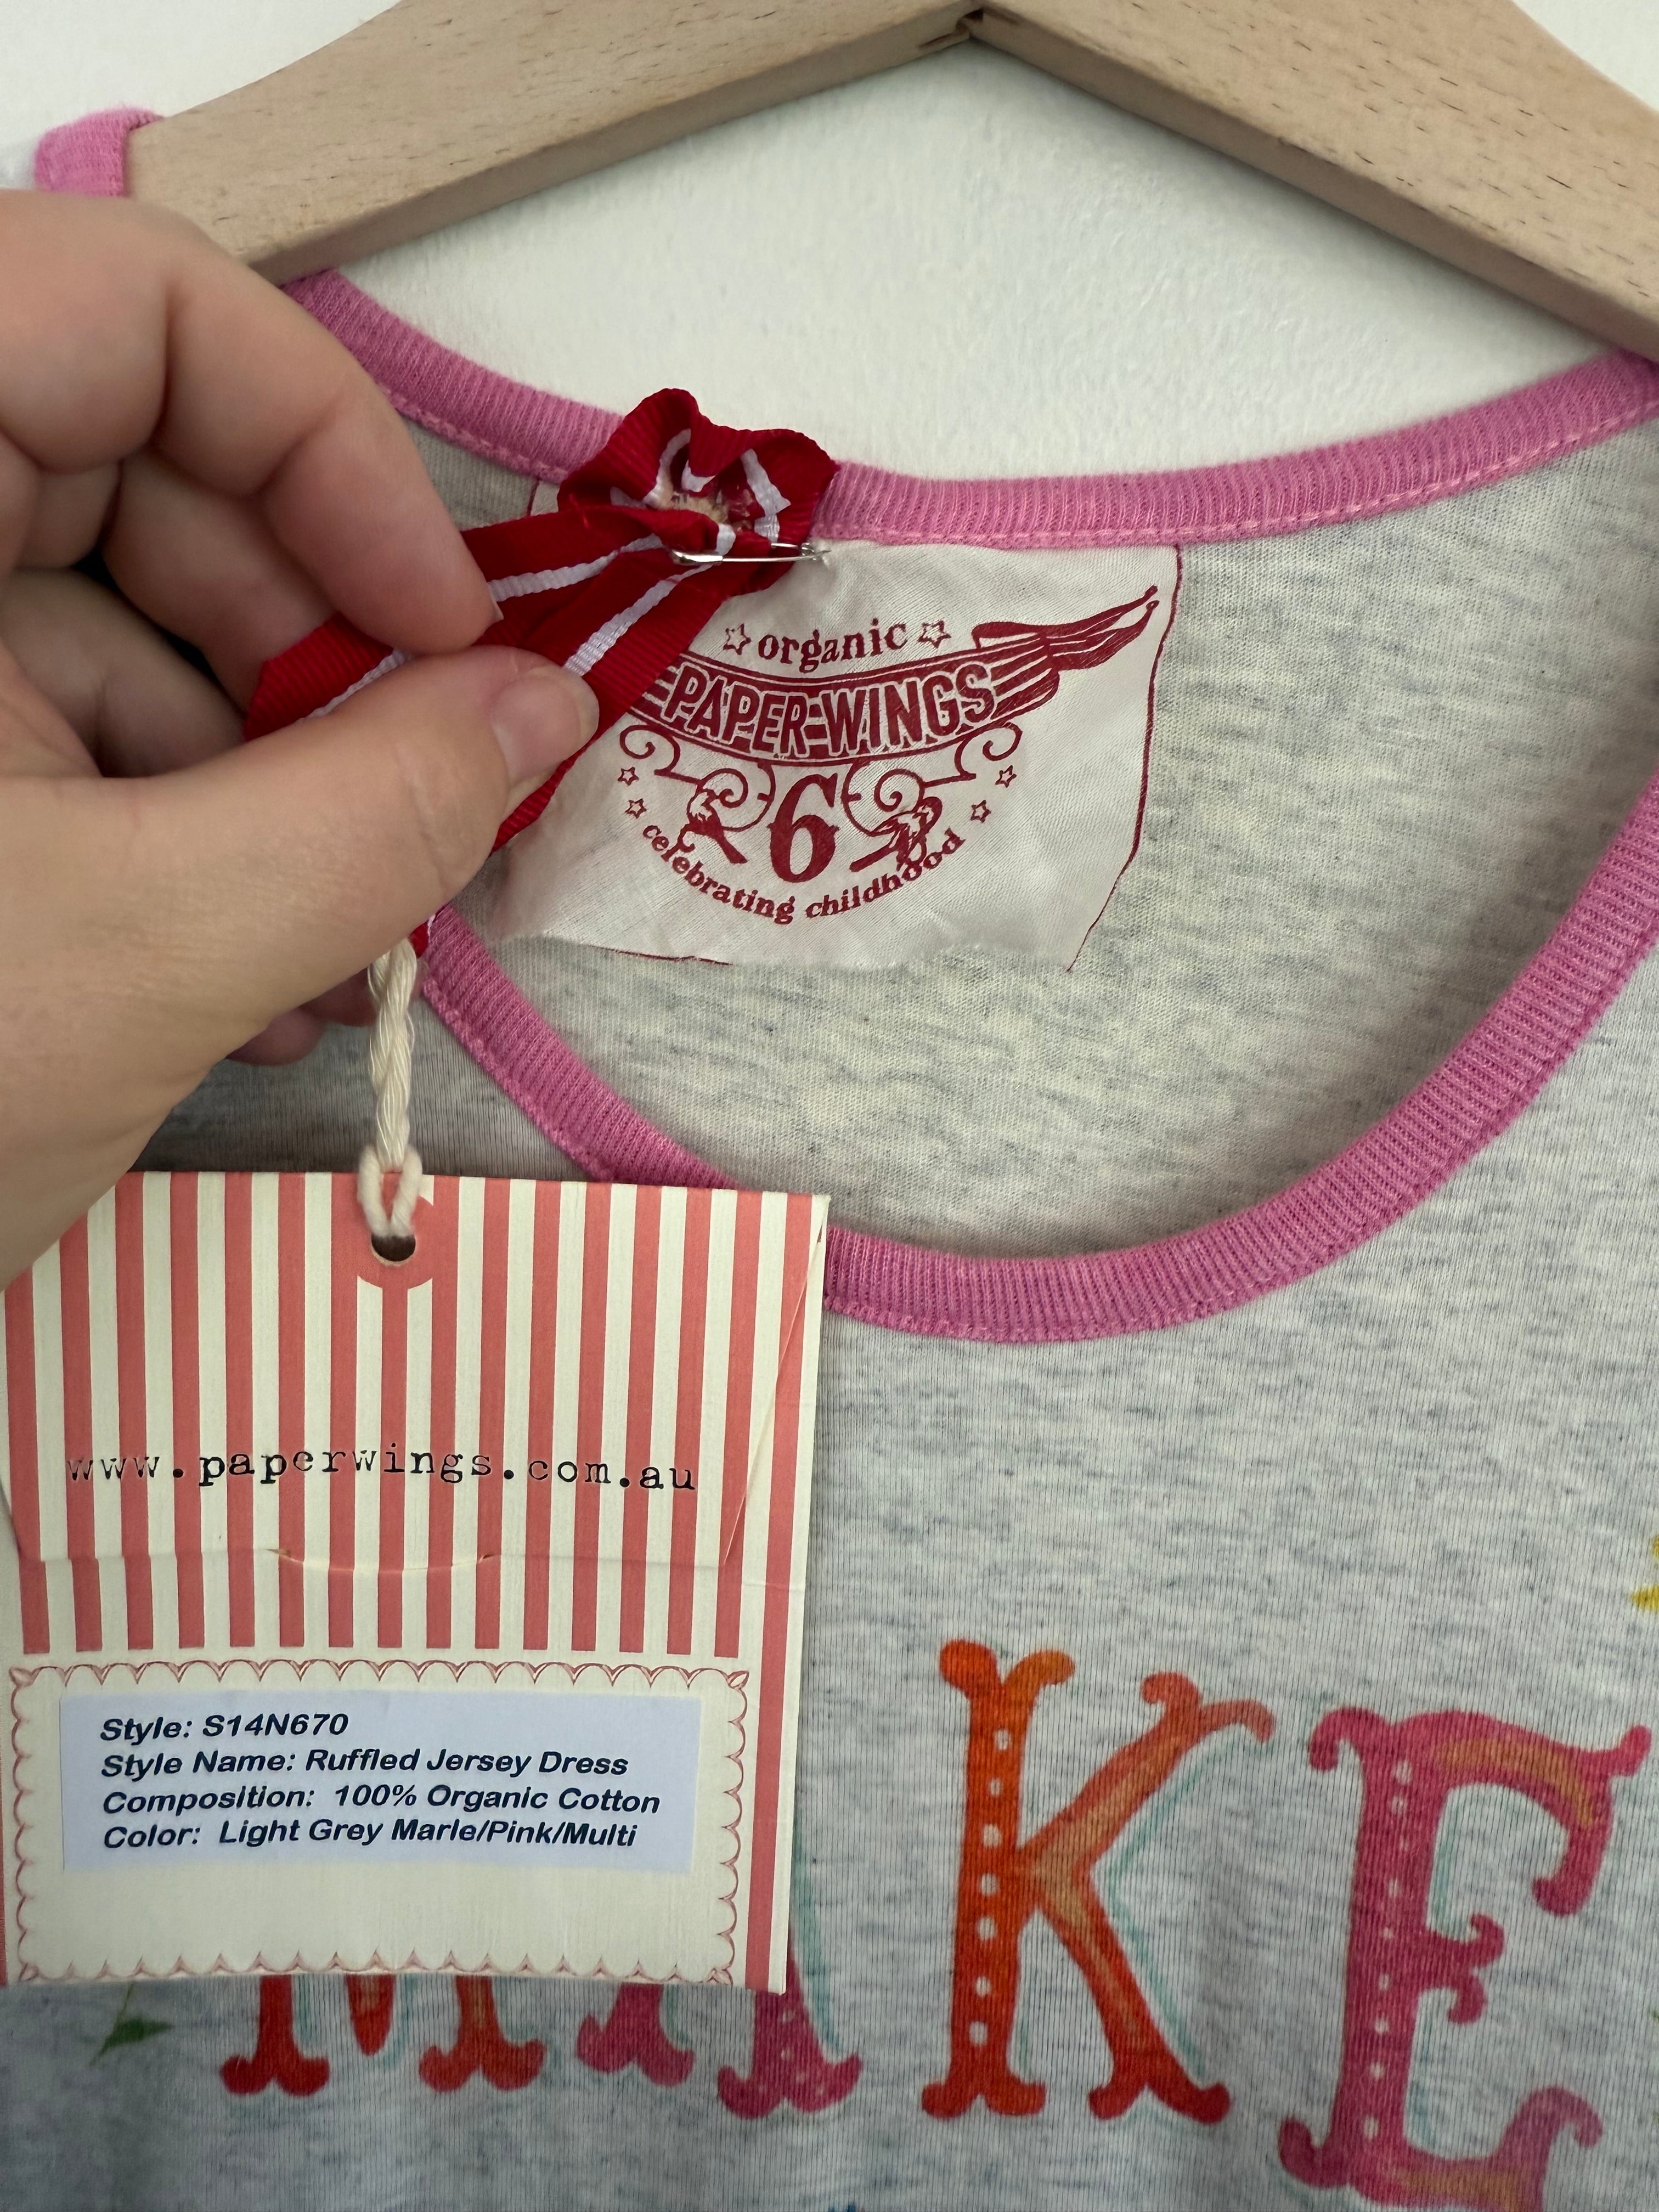 organic
PAPER-WINGS
6
celebrating childhood
www.paperwings.com.au
Style: S14N670
Style Name: Ruffled Jersey Dress
Composition: 100% Organic Cotton
Color: Light Grey Marle/Pink/Multi
MAKE